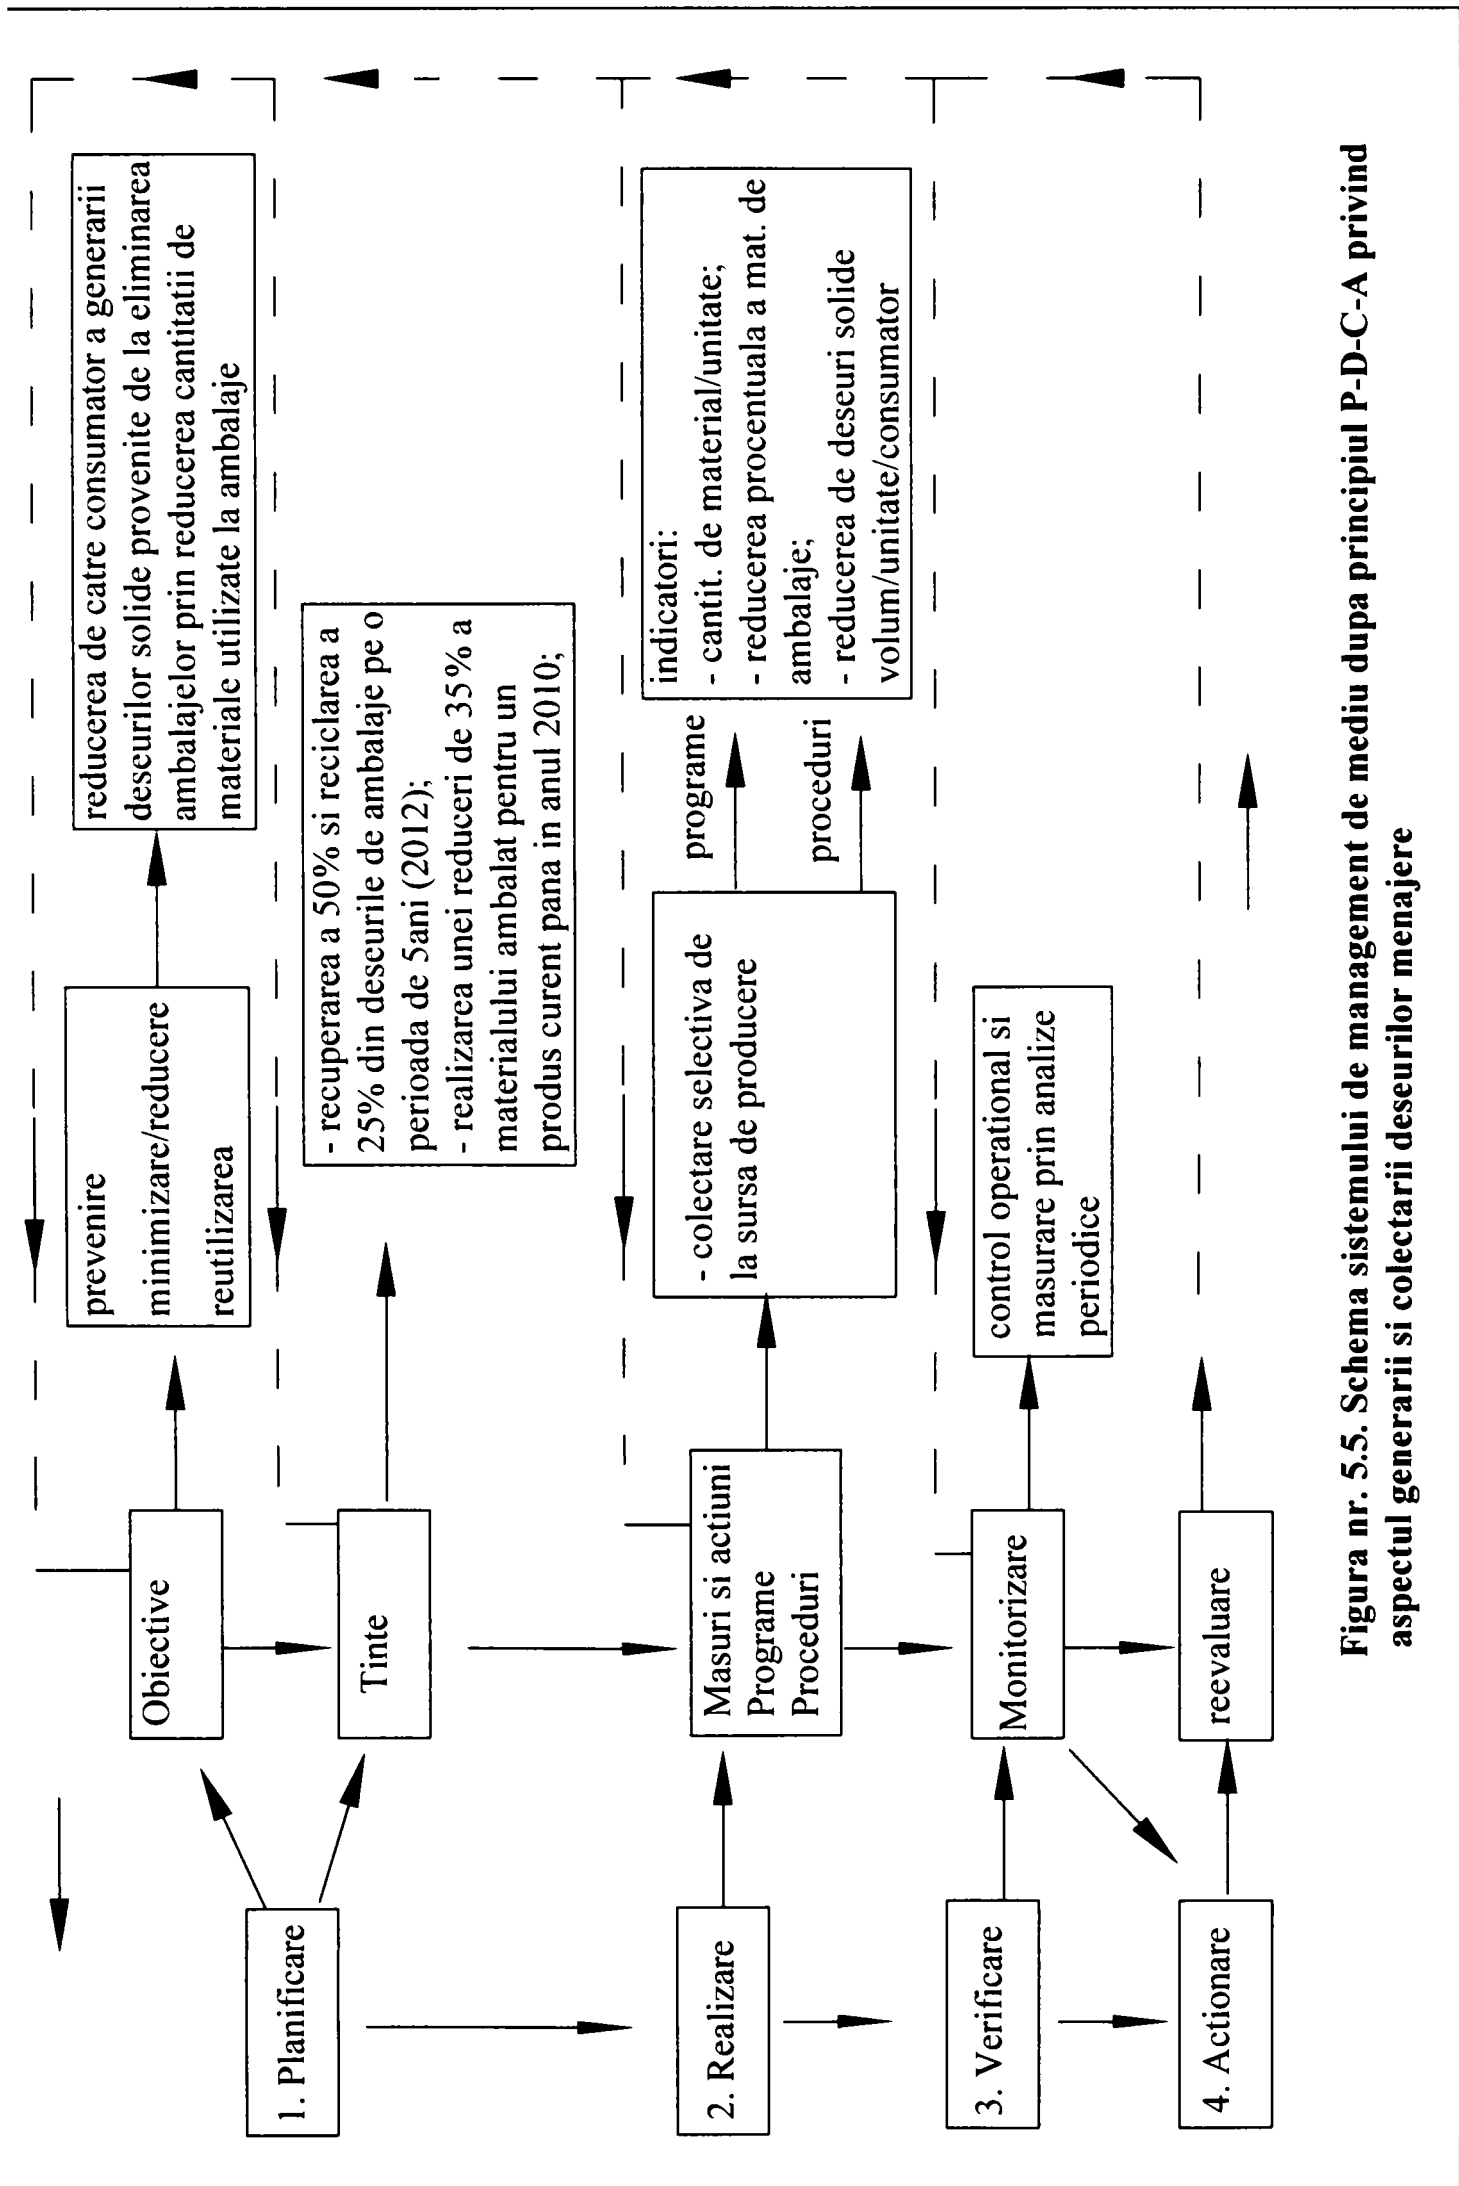 1. Planificare
Obiective
prevenire
minimizare/reducere
reutilizarea
reducerea de catre consumator a generarii
deseurilor solide provenite de la eliminarea
ambalajelor prin reducerea cantitatii de
materiale utilizate la ambalaje
Tinte
- recuperarea a 50% si reciclarea a
25% din deseurile de ambalaje pe o
perioada de 5ani (2012);
- realizarea unei reduceri de 35% a
materialului ambalat pentru un
produs curent pana in anul 2010;
2. Realizare
Masuri si actiuni
Programe
Proceduri
- colectare selectiva de
la sursa de producere
programe
proceduri
indicatori:
- cantit. de material/unitate;
- reducerea procentuala a mat. de
ambalaje;
- reducerea de deseuri solide
volum/unitate/consumator
3. Verificare
Monitorizare
control operational si
masurare prin analize
periodice
4. Actionare
reevaluare
Figura nr. 5.5. Schema sistemului de management de mediu dupa principiul P-D-C-A privind
aspectul generarii si colectarii deseurilor menajere